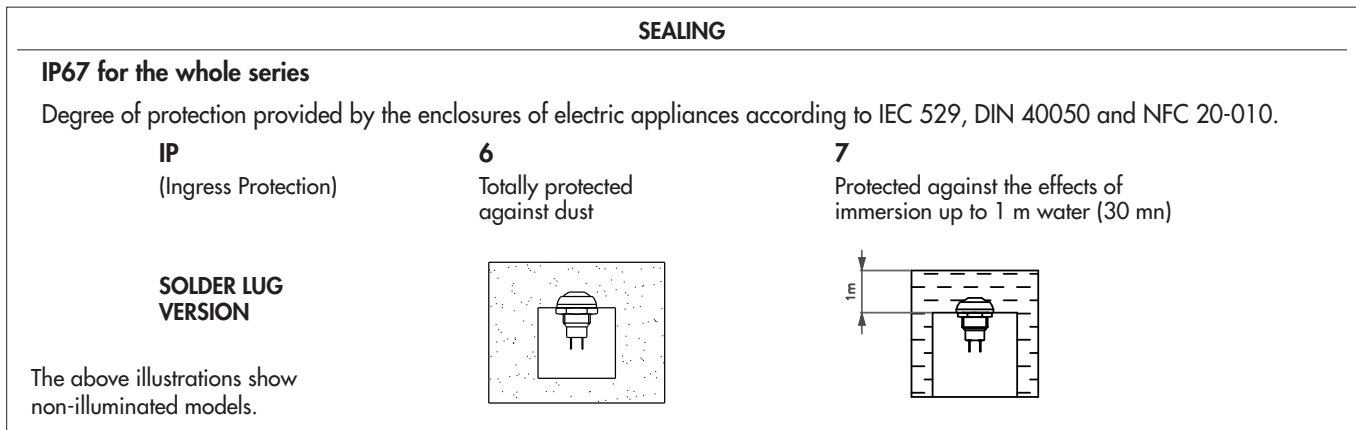 SEALING
IP67 for the whole series
Degree of protection provided by the enclosures of electric appliances according to IEC 529, DIN 40050 and NFC 20-010.
IP
(Ingress Protection)
6
Totally protected
against dust
7
Protected against the effects of
immersion up to 1 m water (30 mn)
SOLDER LUG
VERSION
1m
The above illustrations show
non-illuminated models.